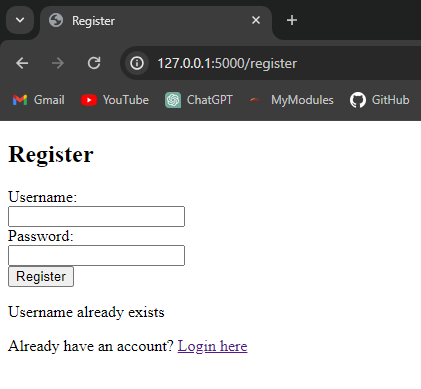 Register
127.0.0.1:5000/register
Gmail YouTube ChatGPT MyModules GitHub
Register
Username:
Password:
Register
Username already exists
Already have an account? Login here